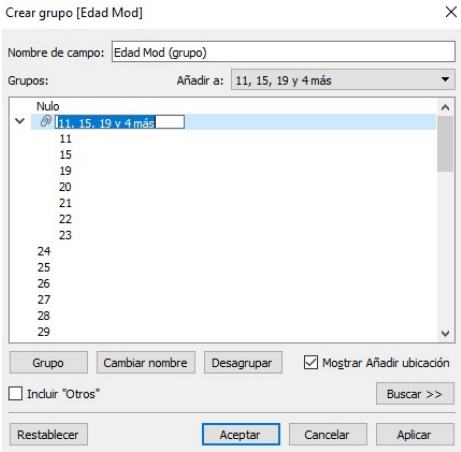 Crear grupo [Edad Mod]
Nombre de campo: Edad Mod (grupo)
Grupos: Añadir a: 11, 15, 19 y 4 más
Nulo
11, 15, 19 y 4 más
11
15
19
20
21
22
23
24
25
26
27
28
29
Grupo Cambiar nombre Desagrupar Mostrar Añadir ubicación
Incluir "Otros" Buscar >>
Restablecer Aceptar Cancelar Aplicar